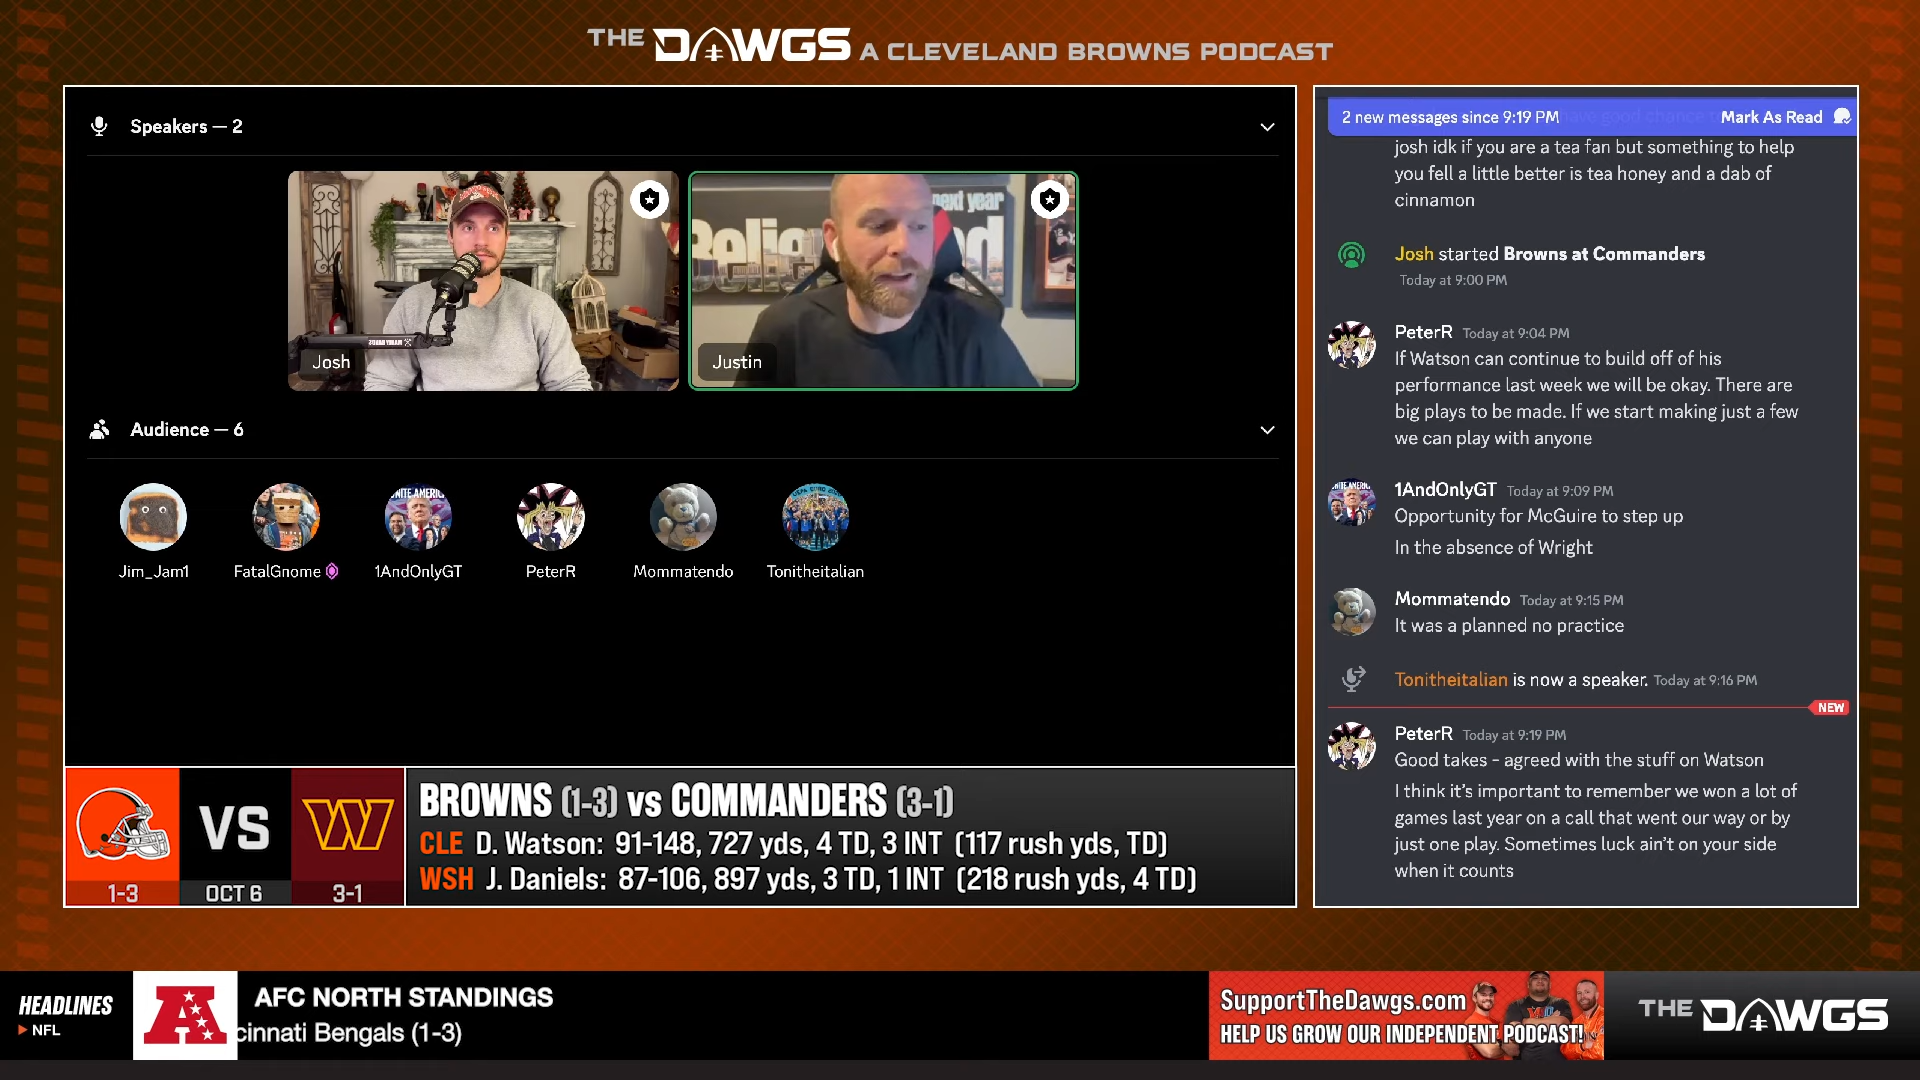 THE DAWGS A CLEVELAND BROWNS PODCAST
Speakers — 2
next year
Josh
Justin
Audience — 6
Jim_Jam1
FatalGnome
1AndOnlyGT
PeterR
Mommatendo
Tonitheitalian
2 new messages since 9:19 PM
Mark As Read
josh idk if you are a tea fan but something to help
you fell a little better is tea honey and a dab of
cinnamon
Josh started Browns at Commanders
Today at 9:00 PM
PeterR Today at 9:04 PM
If Watson can continue to build off of his
performance last week we will be okay. There are
big plays to be made. If we start making just a few
we can play with anyone
1AndOnlyGT Today at 9:09 PM
Opportunity for McGuire to step up
In the absence of Wright
Mommatendo Today at 9:15 PM
It was a planned no practice
Tonitheitalian is now a speaker. Today at 9:16 PM
NEW
PeterR Today at 9:19 PM
Good takes - agreed with the stuff on Watson
I think it's important to remember we won a lot of
games last year on a call that went our way or by
just one play. Sometimes luck ain't on your side
when it counts
VS
W
1-3
OCT 6
3-1
BROWNS (1-3) vs COMMANDERS (3-1)
CLE D. Watson: 91-148, 727 yds, 4 TD, 3 INT (117 rush yds, TD)
WSH J. Daniels: 87-106, 897 yds, 3 TD, 1 INT (218 rush yds, 4 TD)
HEADLINES
NFL
A
AFC NORTH STANDINGS
cinnati Bengals (1-3)
SupportTheDawgs.com
HELP US GROW OUR INDEPENDENT PODCAST!
THE DAWGS